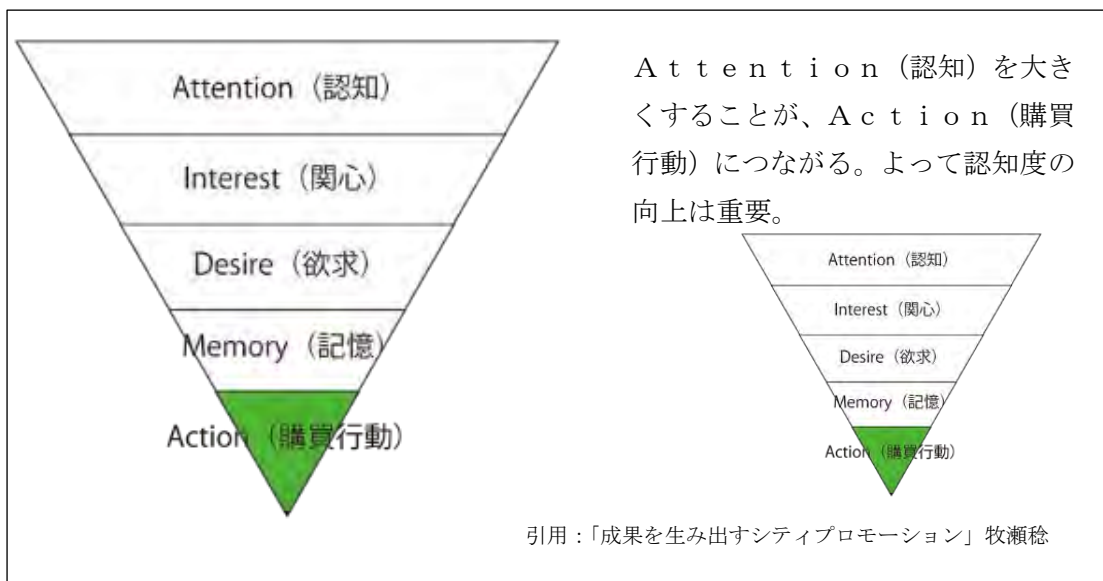 Attention（認知）
Interest（関心）
Desire（欲求）
Memory（記憶）
Action（購買行動）
Ａｔｔｅｎｔｉｏｎ（認知）を大き
くすることが、Ａｃｔｉｏｎ（購買
行動）につながる。よって認知度の
向上は重要。
Attention（認知）
Interest（関心）
Desire（欲求）
Memory（記憶）
Action（購買行動）
引用：「成果を生み出すシティプロモーション」牧瀬稔